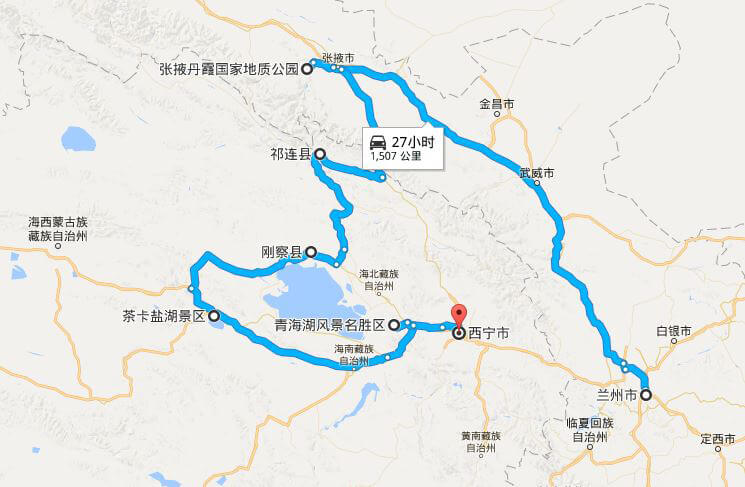 张掖市
张掖丹霞国家地质公园
金昌市
27小时
1,507 公里
祁连县
武威市
海西蒙古族
藏族自治州
刚察县
海北藏族
自治州
茶卡盐湖景区
青海湖风景名胜区
西宁市
白银市
海南藏族
自治州
兰州市
临夏回族
自治州
黄南藏族
自治州
定西市